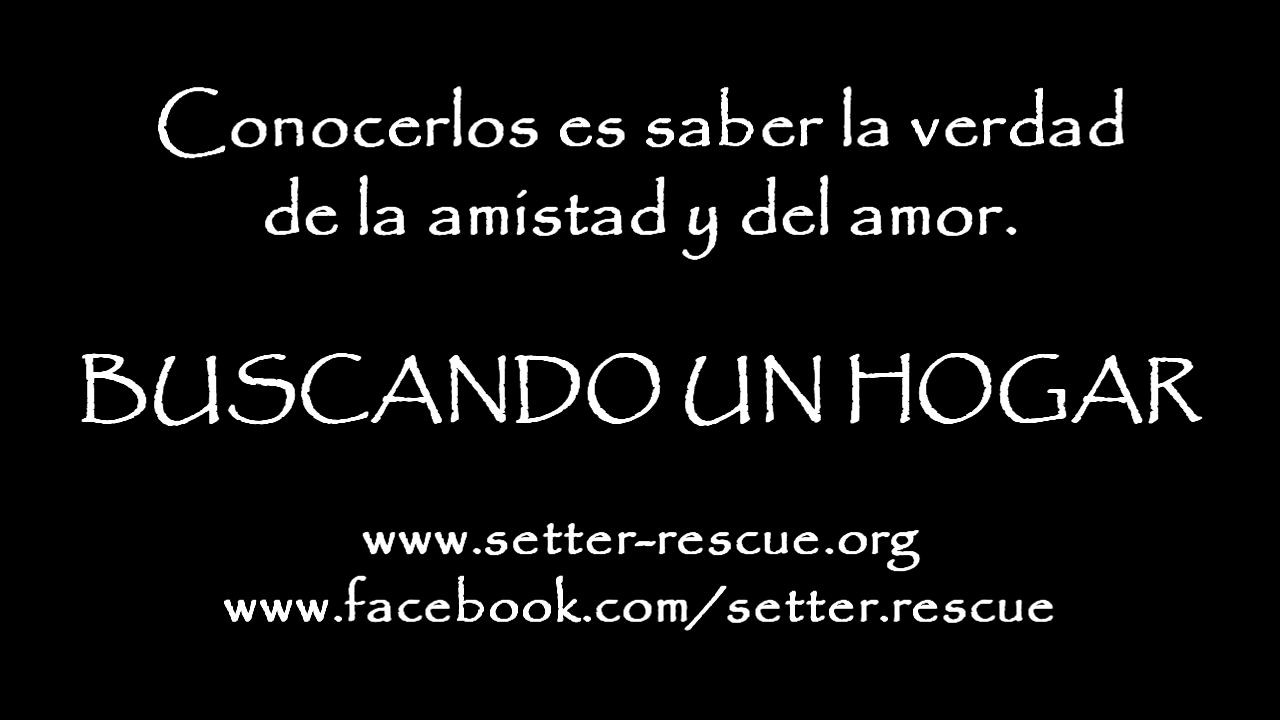 Conocerlos es saber la verdad
de la amistad y del amor.
BUSCANDO UN HOGAR
www.setter-rescue.org
www.facebook.com/setter.rescue